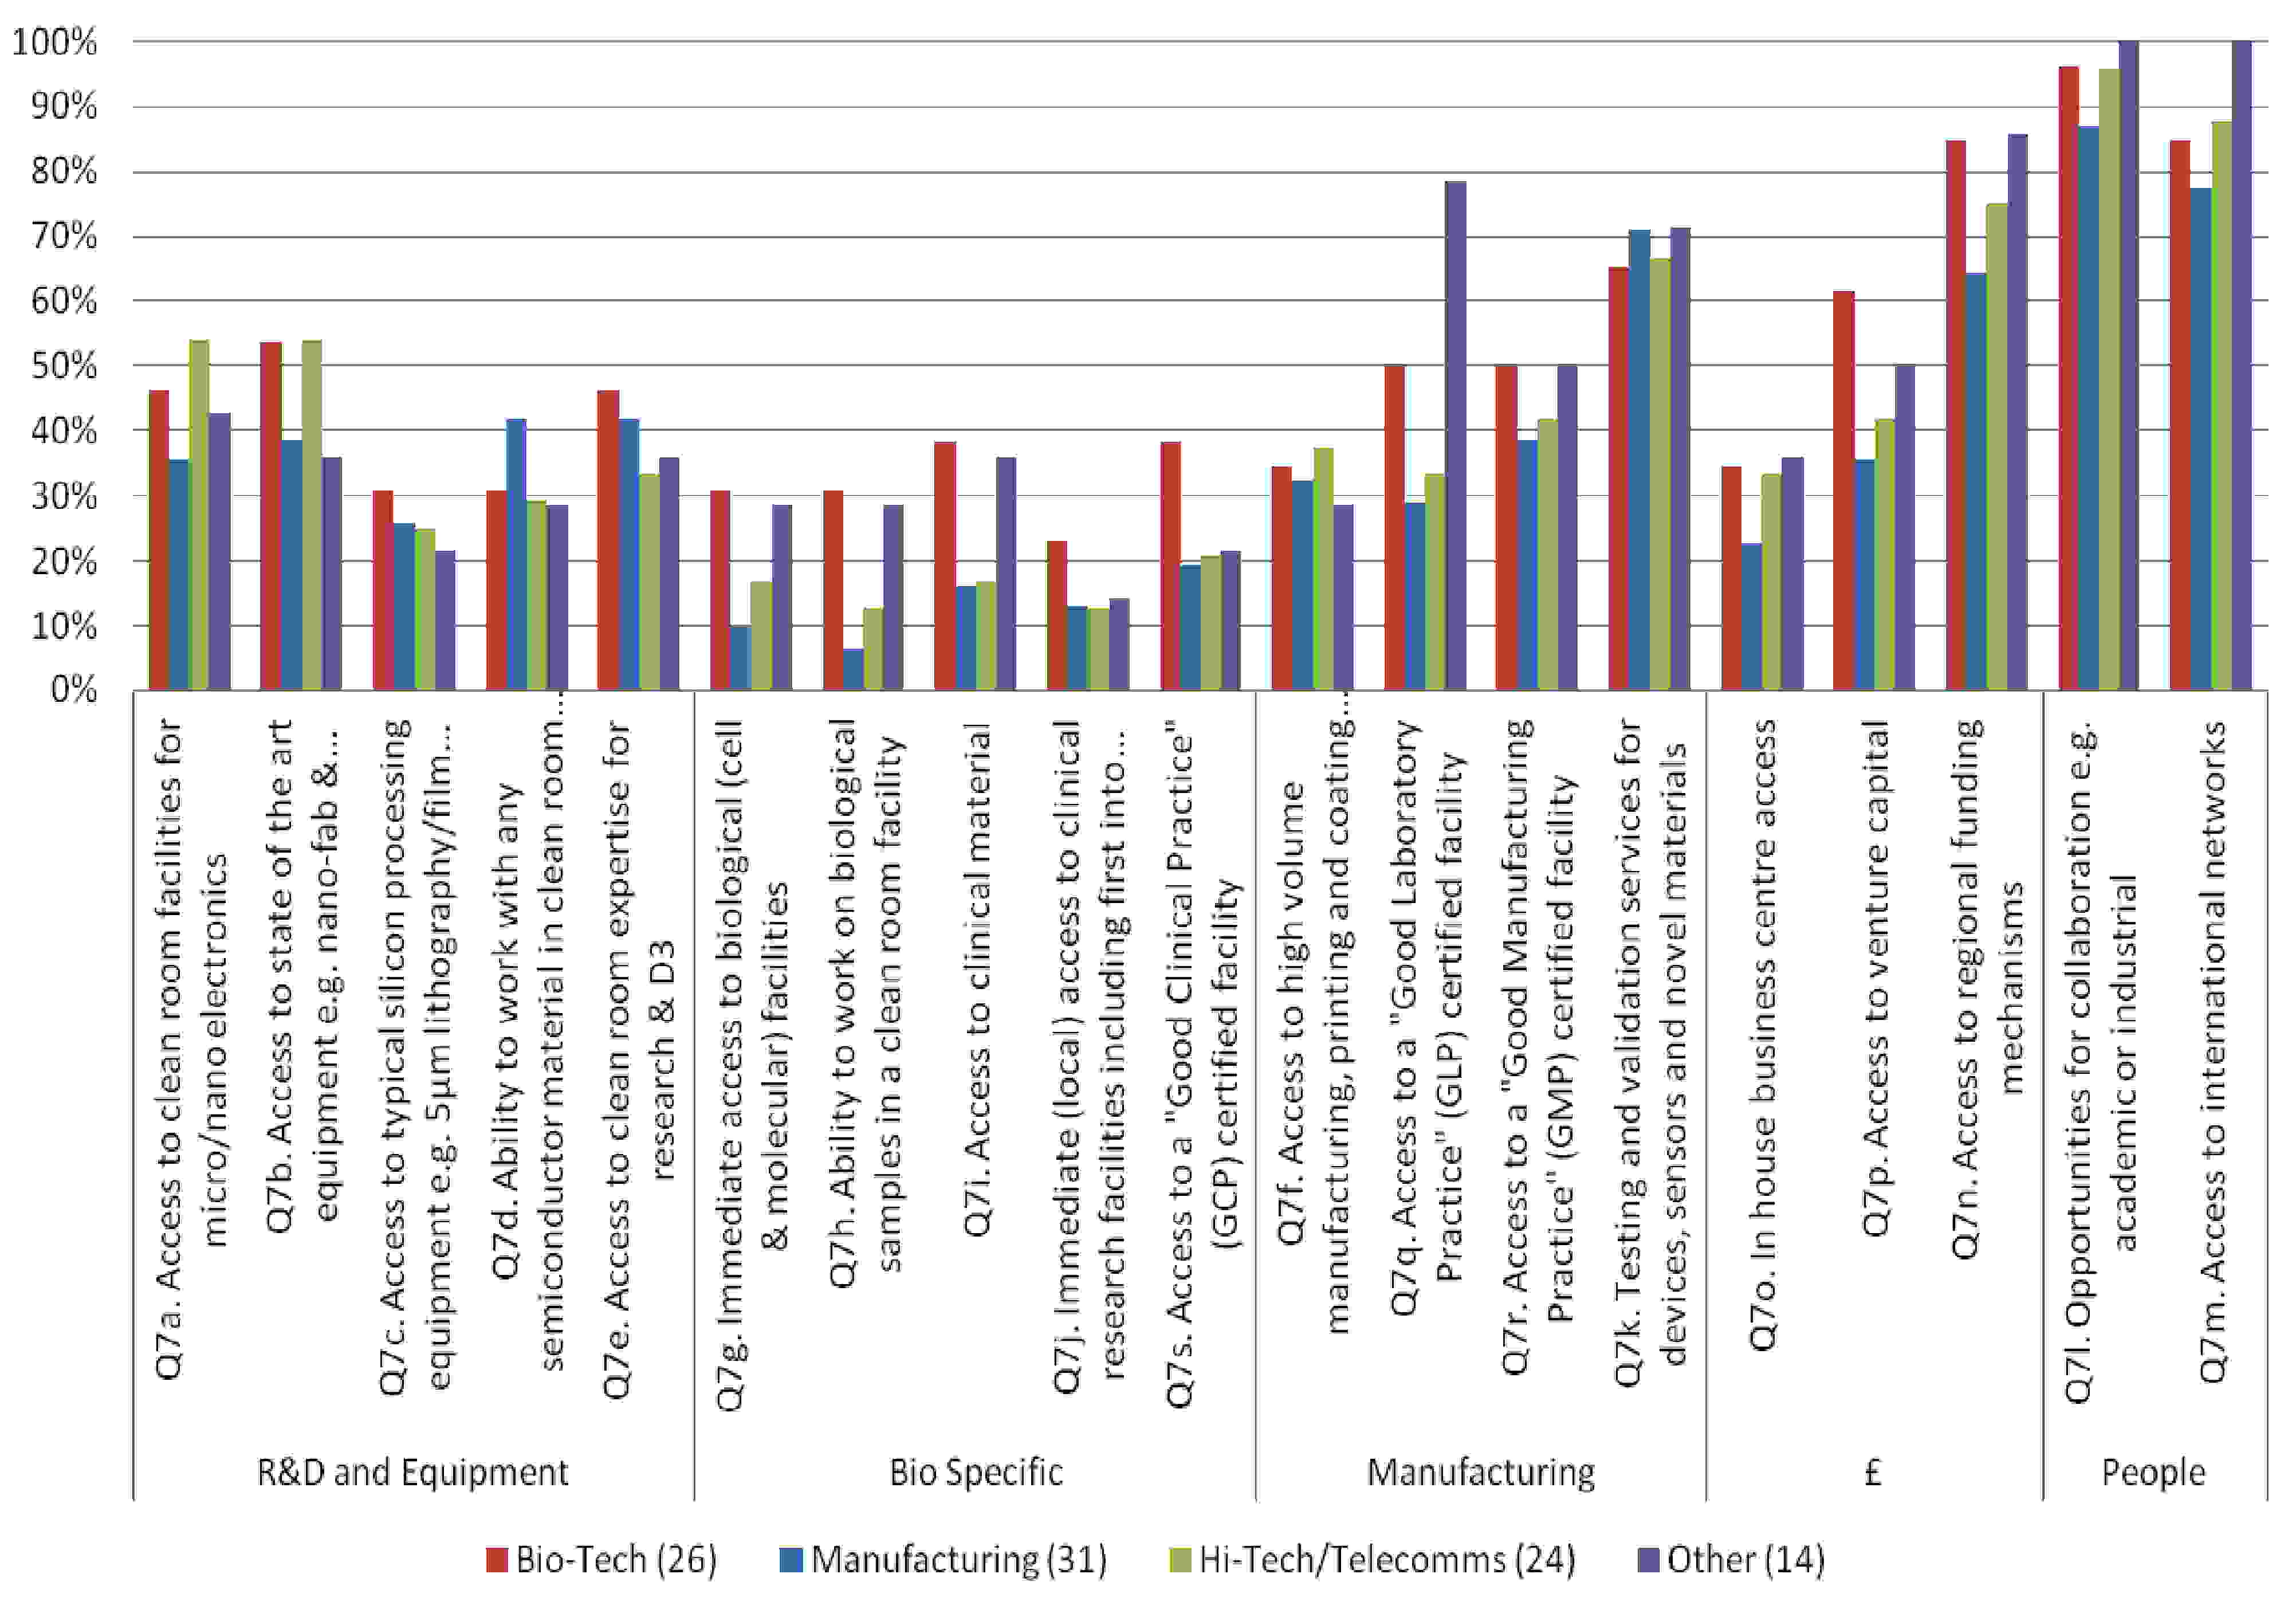 100%
90%
80%
70%
60%
50%
40%
30%
20%
10%
0%
Q7a. Access to clean room facilities for
micro/nano electronics
Q7b. Access to state of the art
equipment e.g. nano-fab &...
Q7c. Access to typical silicon processing
equipment e.g. 5µm lithography/film...
Q7d. Ability to work with any
semiconductor material in clean room...
Q7e. Access to clean room expertise for
research & D3
Q7g. Immediate access to biological (cell
& molecular) facilities
Q7h. Ability to work on biological
samples in a clean room facility
Q7i. Access to clinical material
Q7j. Immediate (local) access to clinical
research facilities including first into...
Q7s. Access to a "Good Clinical Practice"
(GCP) certified facility
Q7f. Access to high volume
manufacturing, printing and coating...
Q7q. Access to a "Good Laboratory
Practice" (GLP) certified facility
Q7r. Access to a "Good Manufacturing
Practice" (GMP) certified facility
Q7k. Testing and validation services for
devices, sensors and novel materials
Q7o. In house business centre access
Q7p. Access to venture capital
Q7n. Access to regional funding
mechanisms
Q7l. Opportunities for collaboration e.g.
academic or industrial
Q7m. Access to international networks
R&D and Equipment
Bio Specific
Manufacturing
£
People
Bio-Tech (26)
Manufacturing (31)
Hi-Tech/Telecomms (24)
Other (14)